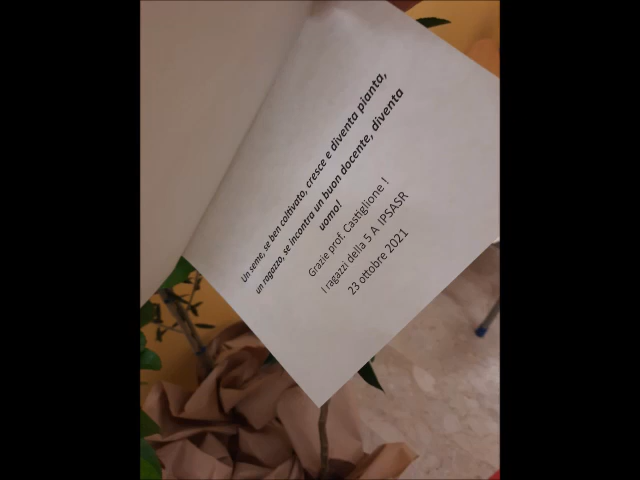 Un seme, se ben coltivato, cresce e diventa pianta,
un ragazzo, se incontra un buon docente, diventa
uomo!
Grazie prof. Castiglione !
I ragazzi della 5 A IPSASR
23 ottobre 2021